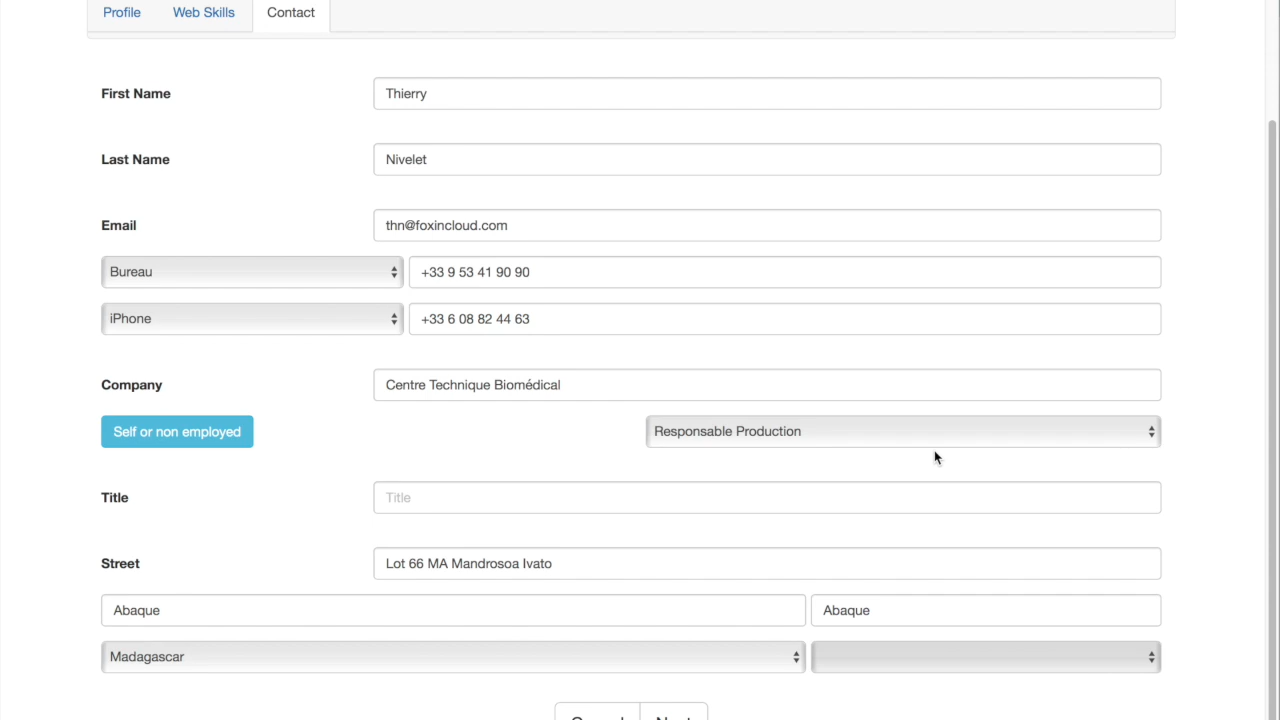 Profile Web Skills Contact
First Name Thierry
Last Name Nivelet
Email thn@foxincloud.com
Bureau +33 9 53 41 90 90
iPhone +33 6 08 82 44 63
Company Centre Technique Biomédical
Self or non employed Responsable Production
Title Title
Street Lot 66 MA Mandrosoa Ivato
Abaque Abaque
Madagascar